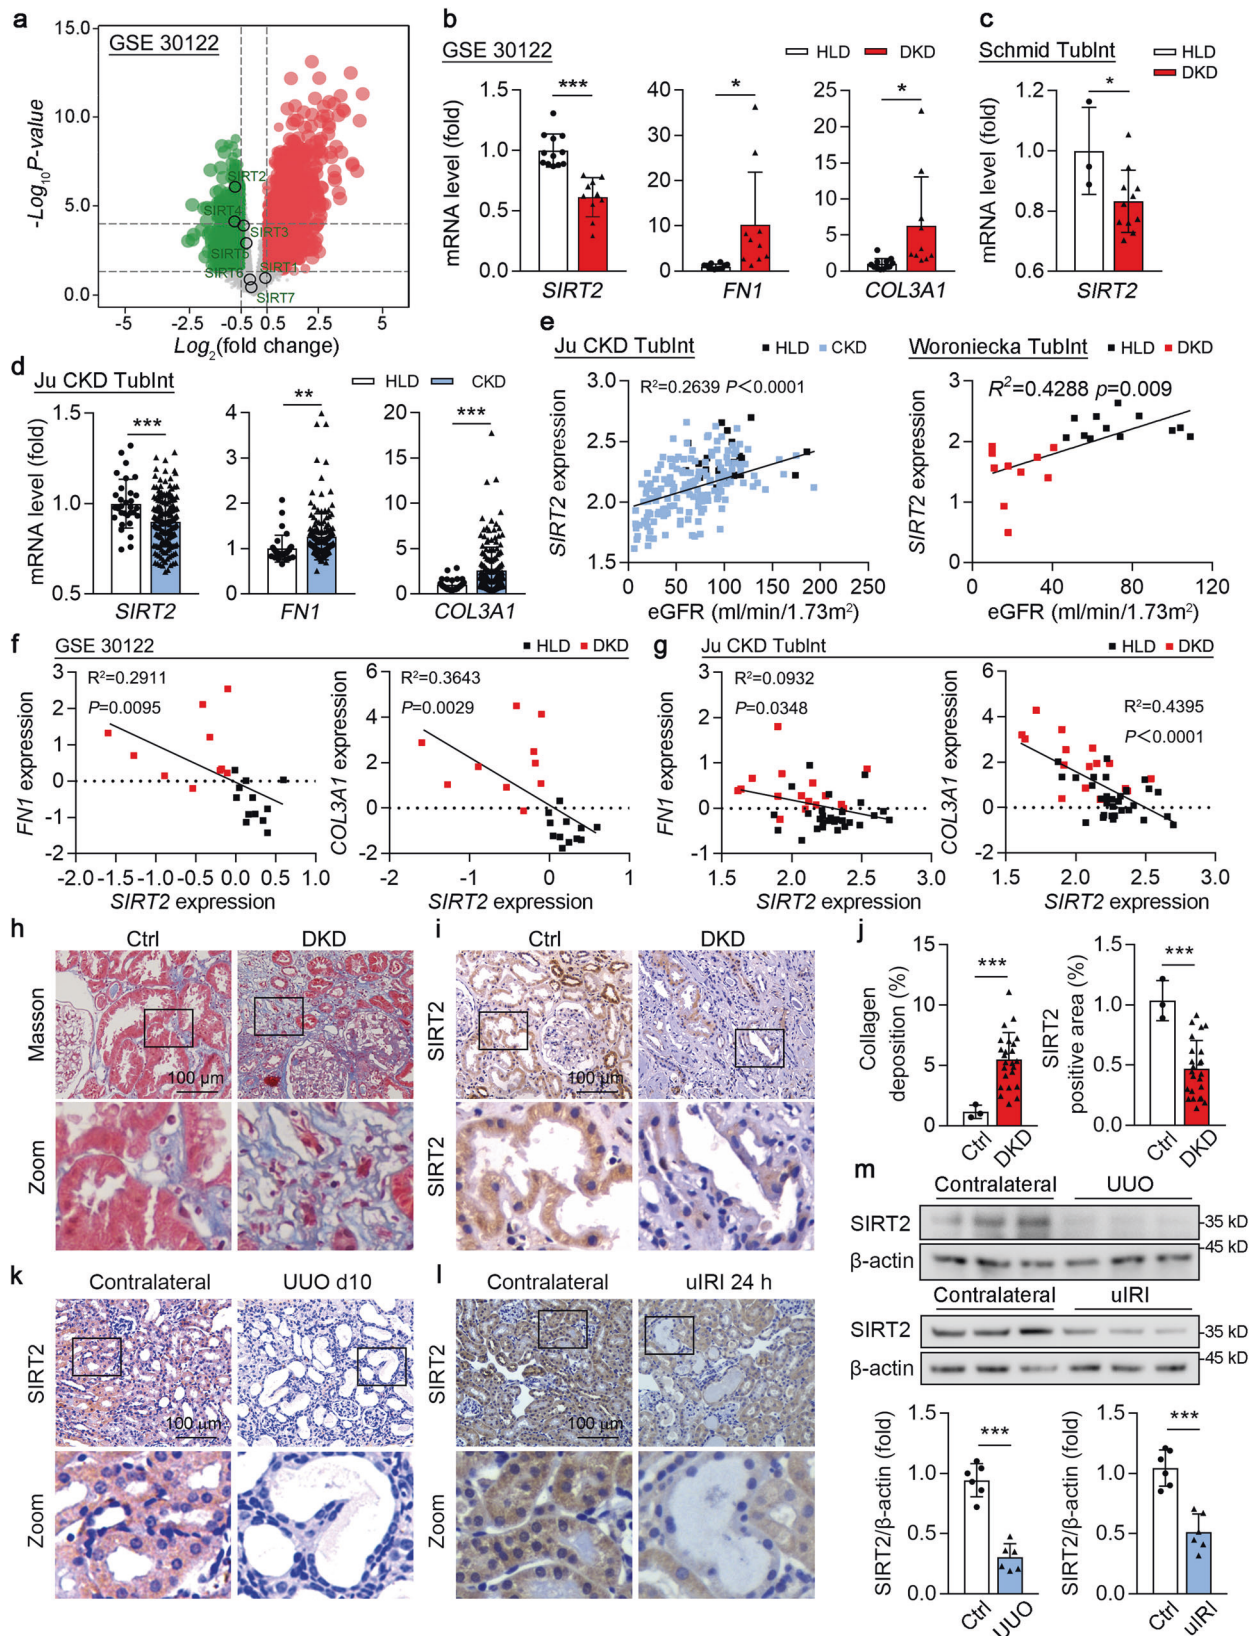 a
GSE 30122
15.0
10.0
5.0
0.0
-Log10P-value
SIRT2
SIRT4
SIRT3
SIRT5
SIRT6
SIRT1
SIRT7
-5 -2.5 -0.5 0.5 2.5 5
Log2(fold change)
b
GSE 30122
HLD DKD
mRNA level (fold)
1.5
1.0
0.5
0.0
***
SIRT2
40
30
20
10
0
*
FN1
25
20
15
10
5
0
*
COL3A1
c
Schmid TubInt
HLD
DKD
mRNA level (fold)
1.2
1.0
0.8
0.6
*
SIRT2
d
Ju CKD TubInt
HLD CKD
mRNA level (fold)
1.5
1.0
0.5
***
SIRT2
4
3
2
1
0
**
FN1
20
15
10
5
0
***
COL3A1
e
Ju CKD TubInt
HLD CKD
R²=0.2639 P<0.0001
SIRT2 expression
3.0
2.5
2.0
1.5
0 50 100 150 200 250
eGFR (ml/min/1.73m²)
Woroniecka TubInt
HLD DKD
R²=0.4288 p=0.009
SIRT2 expression
3
2
1
0
0 40 80 120
eGFR (ml/min/1.73m²)
f
GSE 30122
HLD DKD
R²=0.2911
P=0.0095
FN1 expression
3
2
1
0
-1
-2
-2.0 -1.5 -1.0 -0.5 0.0 0.5 1.0
SIRT2 expression
R²=0.3643
P=0.0029
COL3A1 expression
6
4
2
0
-2
-2 -1 0 1
SIRT2 expression
g
Ju CKD TubInt
HLD DKD
R²=0.0932
P=0.0348
FN1 expression
3
2
1
0
-1
1.5 2.0 2.5 3.0
SIRT2 expression
R²=0.4395
P<0.0001
COL3A1 expression
6
4
2
0
-2
1.5 2.0 2.5 3.0
SIRT2 expression
h
Ctrl DKD
Masson
100 µm
Zoom
i
Ctrl DKD
SIRT2
100 µm
SIRT2
j
Collagen
deposition (%)
15
10
5
0
***
Ctrl
DKD
SIRT2
positive area (%)
1.5
1.0
0.5
0.0
***
Ctrl
DKD
k
Contralateral UUO d10
SIRT2
100 µm
Zoom
l
Contralateral uIRI 24 h
SIRT2
100 µm
Zoom
m
Contralateral UUO
SIRT2
-35 kD
β-actin
-45 kD
Contralateral uIRI
SIRT2
-35 kD
β-actin
-45 kD
SIRT2/β-actin (fold)
1.5
1.0
0.5
0.0
***
Ctrl
UUO
SIRT2/β-actin (fold)
1.5
1.0
0.5
0.0
***
Ctrl
uIRI